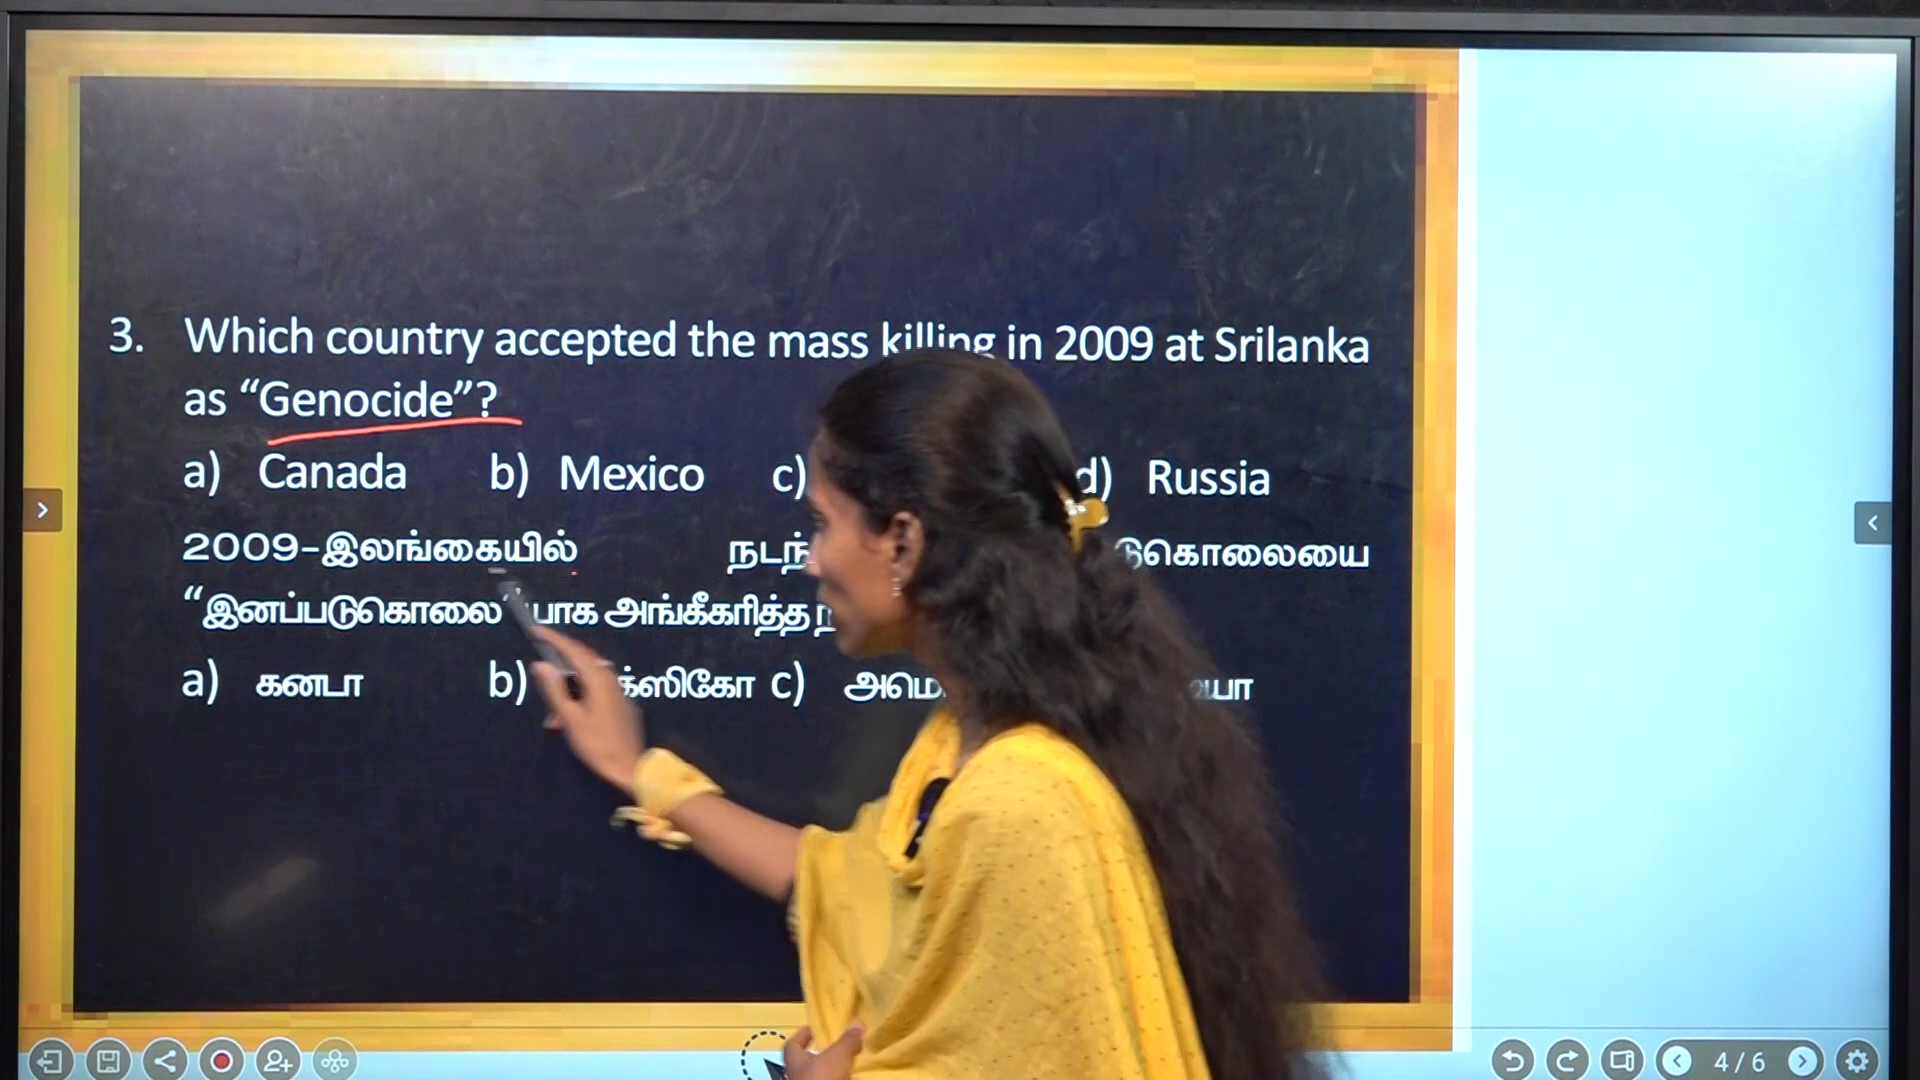 3. Which country accepted the mass killing in 2009 at Srilanka
as “Genocide”?
a) Canada b) Mexico c) d) Russia
2009-இலங்கையில்
“இனப்படுகொலை”யாக அங்கீகரித்த
a) கனடா b) c)
4 / 6